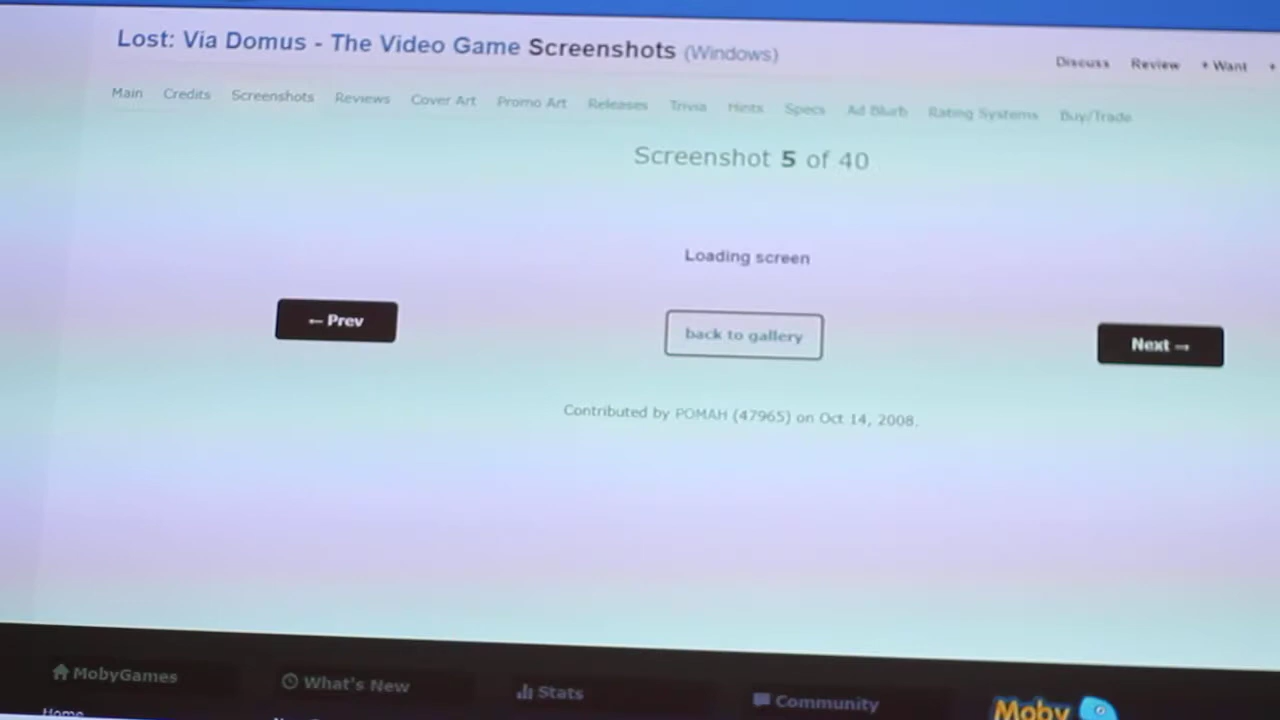 Lost: Via Domus - The Video Game Screenshots (Windows)
Discuss Review + Want +
Main Credits Screenshots Reviews Cover Art Promo Art Releases Trivia Hints Specs Ad Blurb Rating Systems Buy/Trade
Screenshot 5 of 40
Loading screen
← Prev
back to gallery
Next →
Contributed by POMAH (47965) on Oct 14, 2008.
MobyGames What's New Stats Community Moby
Home